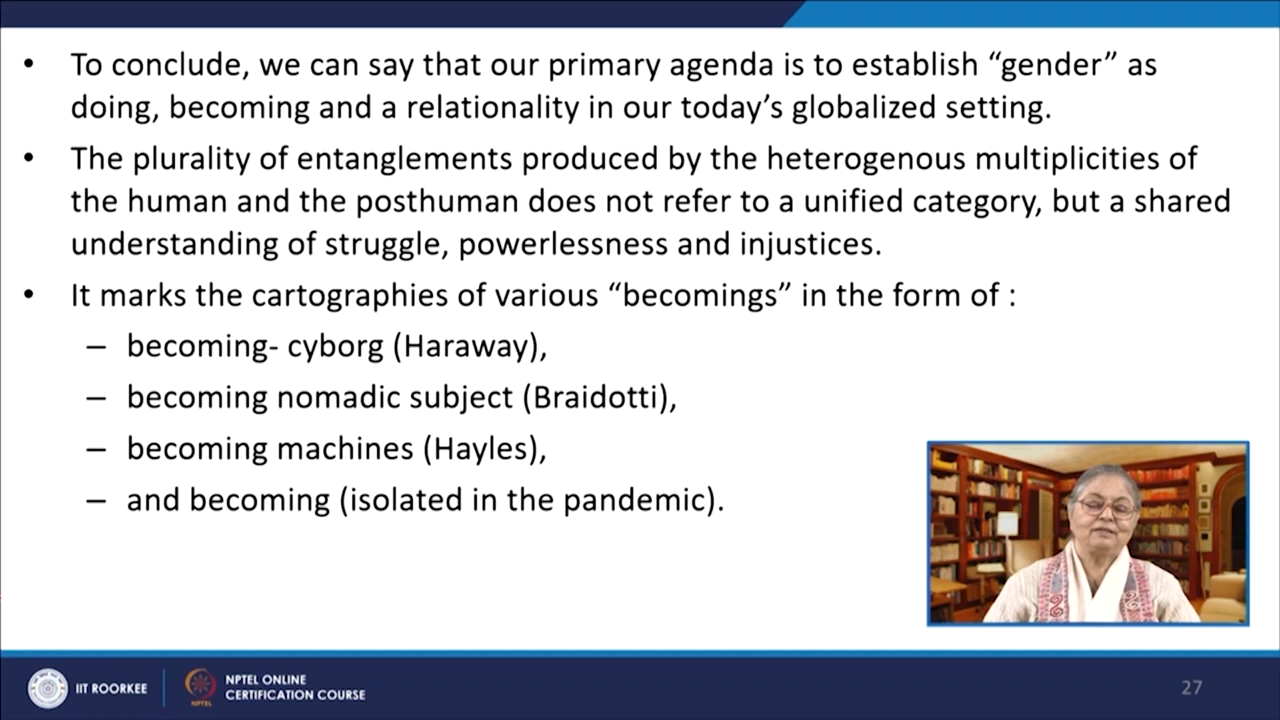 • To conclude, we can say that our primary agenda is to establish “gender” as
doing, becoming and a relationality in our today’s globalized setting.
• The plurality of entanglements produced by the heterogenous multiplicities of
the human and the posthuman does not refer to a unified category, but a shared
understanding of struggle, powerlessness and injustices.
• It marks the cartographies of various “becomings” in the form of :
– becoming- cyborg (Haraway),
– becoming nomadic subject (Braidotti),
– becoming machines (Hayles),
– and becoming (isolated in the pandemic).
IIT ROORKEE
NPTEL
NPTEL ONLINE
CERTIFICATION COURSE
27